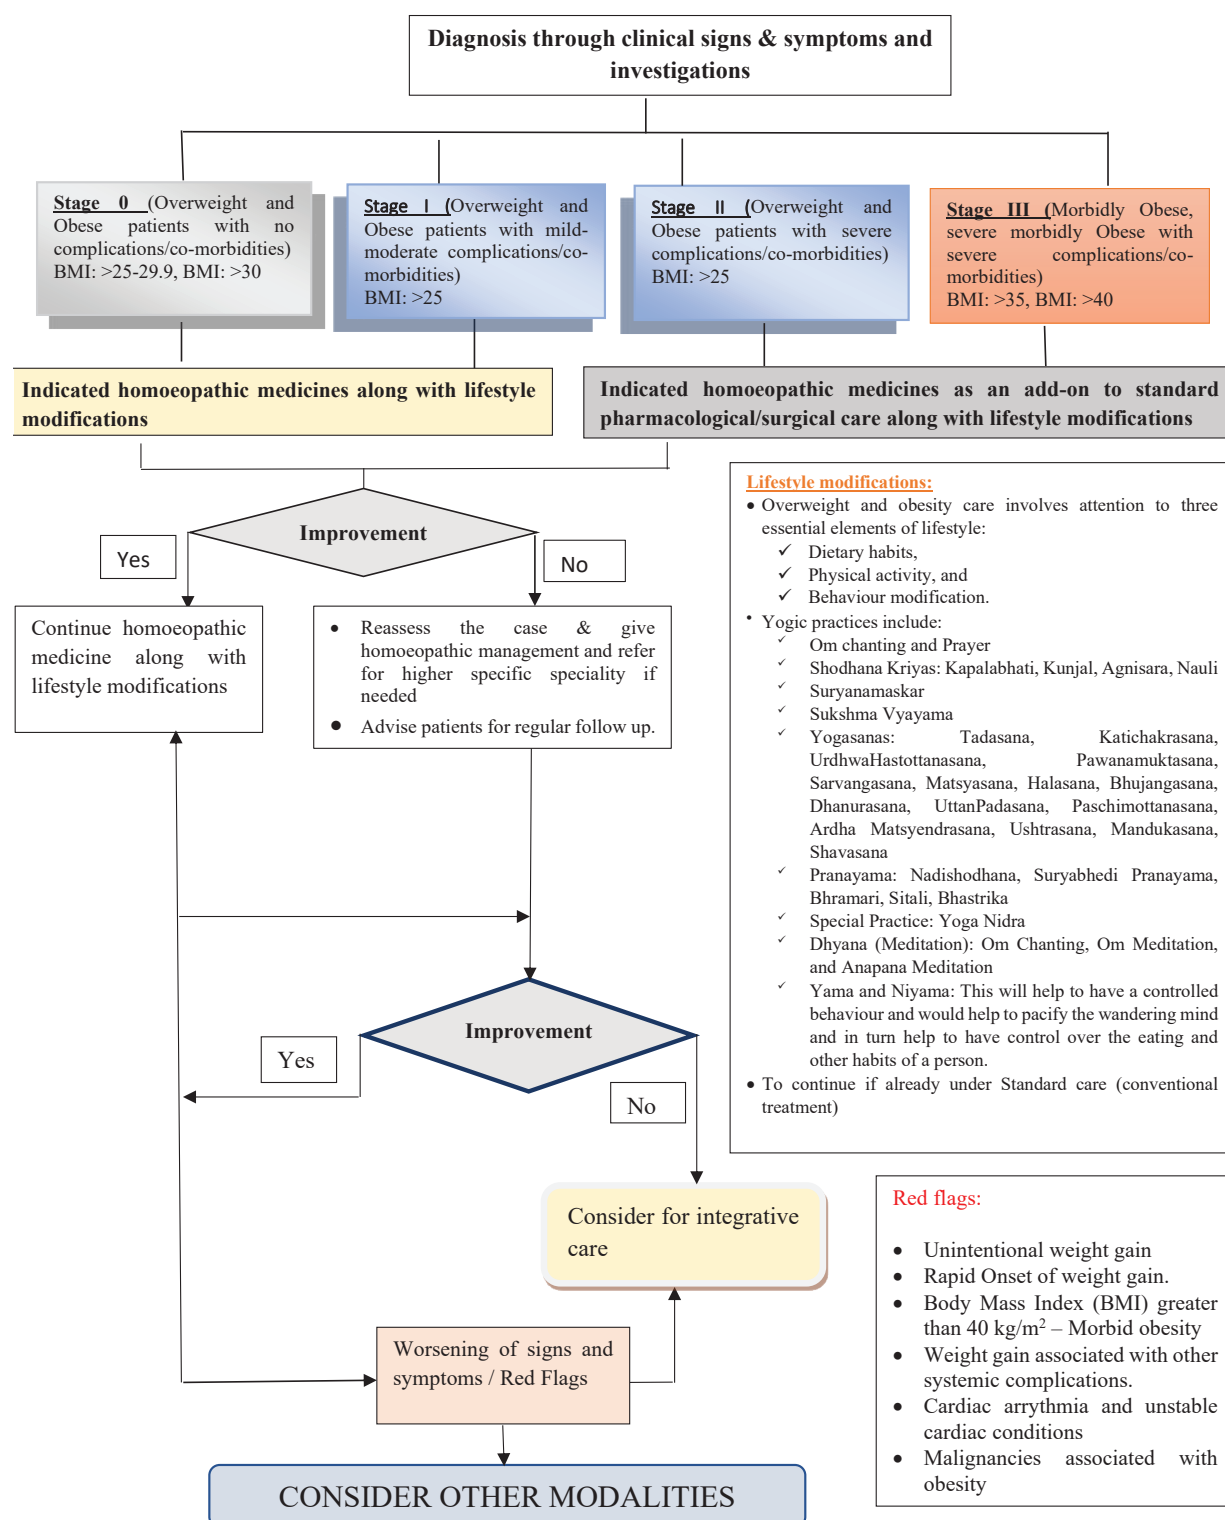 Diagnosis through clinical signs & symptoms and
investigations
Stage 0 (Overweight and
Obese patients with no
complications/co-morbidities)
BMI: >25-29.9, BMI: >30
Stage I (Overweight and
Obese patients with mild-
moderate complications/co-
morbidities)
BMI: >25
Stage II (Overweight and
Obese patients with severe
complications/co-morbidities)
BMI: >25
Stage III (Morbidly Obese,
severe morbidly Obese with
severe complications/co-
morbidities)
BMI: >35, BMI: >40
Indicated homoeopathic medicines along with lifestyle
modifications
Indicated homoeopathic medicines as an add-on to standard
pharmacological/surgical care along with lifestyle modifications
Improvement
Yes
No
Continue homoeopathic
medicine along with
lifestyle modifications
• Reassess the case & give
homoeopathic management and refer
for higher specific speciality if
needed
• Advise patients for regular follow up.
Improvement
Yes
No
Consider for integrative
care
Worsening of signs and
symptoms / Red Flags
CONSIDER OTHER MODALITIES
Lifestyle modifications:
• Overweight and obesity care involves attention to three
essential elements of lifestyle:
✓ Dietary habits,
✓ Physical activity, and
✓ Behaviour modification.
• Yogic practices include:
✓ Om chanting and Prayer
✓ Shodhana Kriyas: Kapalabhati, Kunjal, Agnisara, Nauli
✓ Suryanamaskar
✓ Sukshma Vyayama
✓ Yogasanas: Tadasana, Katichakrasana,
UrdhwaHastottanasana, Pawanamuktasana,
Sarvangasana, Matsyasana, Halasana, Bhujangasana,
Dhanurasana, UttanPadasana, Paschimottanasana,
Ardha Matsyendrasana, Ushtrasana, Mandukasana,
Shavasana
✓ Pranayama: Nadishodhana, Suryabhedi Pranayama,
Bhramari, Sitali, Bhastrika
✓ Special Practice: Yoga Nidra
✓ Dhyana (Meditation): Om Chanting, Om Meditation,
and Anapana Meditation
✓ Yama and Niyama: This will help to have a controlled
behaviour and would help to pacify the wandering mind
and in turn help to have control over the eating and
other habits of a person.
• To continue if already under Standard care (conventional
treatment)
Red flags:
• Unintentional weight gain
• Rapid Onset of weight gain.
• Body Mass Index (BMI) greater
than 40 kg/m² – Morbid obesity
• Weight gain associated with other
systemic complications.
• Cardiac arrythmia and unstable
cardiac conditions
• Malignancies associated with
obesity